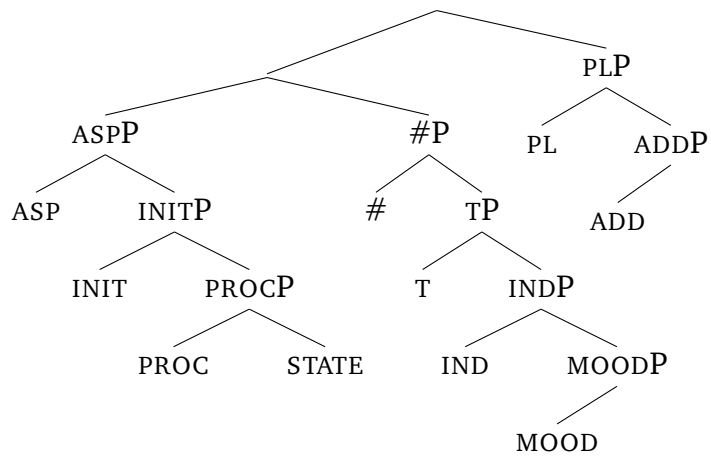 PLP
ASPP #P PL ADDP
ASP INITP # TP ADD
INIT PROCP T INDP
PROC STATE IND MOODP
MOOD